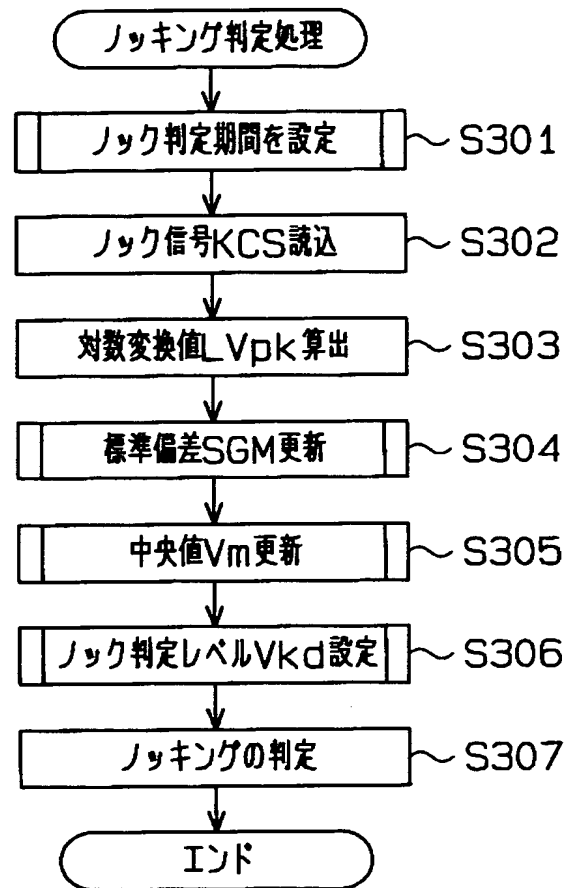 ノッキング判定処理
ノック判定期間を設定 S301
ノック信号KCS読込 S302
対数変換値LVpk算出 S303
標準偏差SGM更新 S304
中央値Vm更新 S305
ノック判定レベルVkd設定 S306
ノッキングの判定 S307
エンド